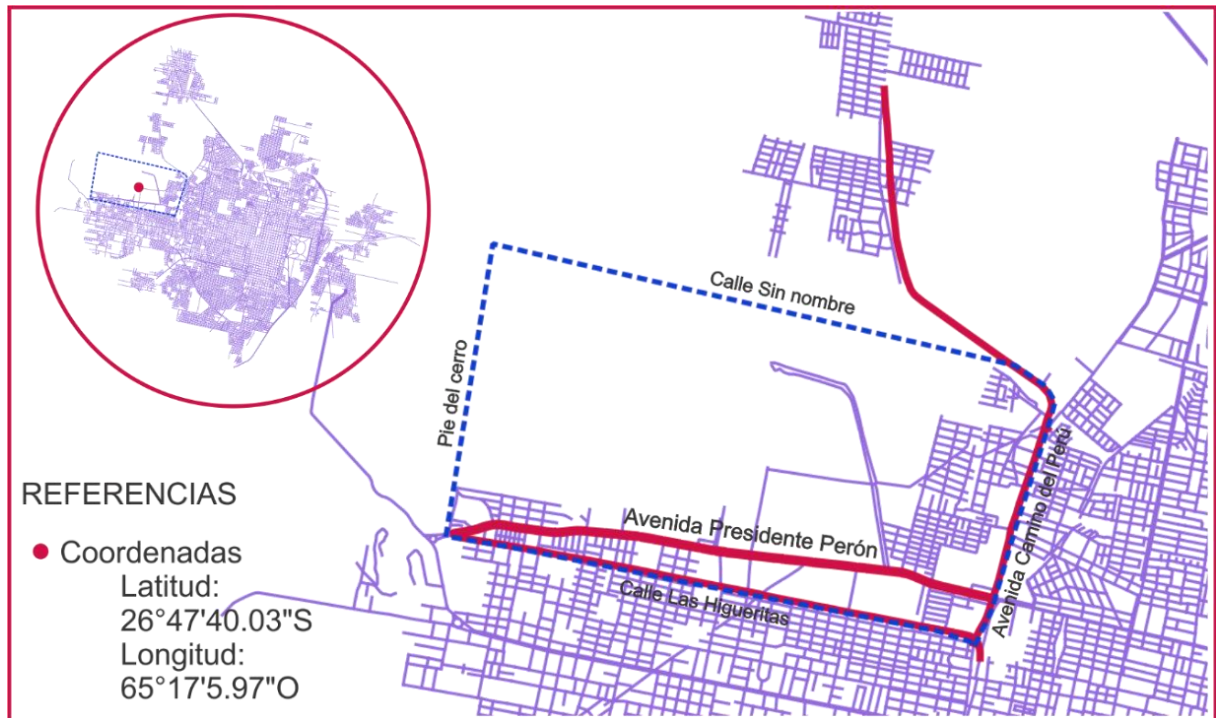 Calle Sin nombre
Pie del cerro
Avenida Camino del Perú
Avenida Presidente Perón
Calle Las Higueritas
REFERENCIAS
Coordenadas
Latitud:
26°47'40.03"S
Longitud:
65°17'5.97"O